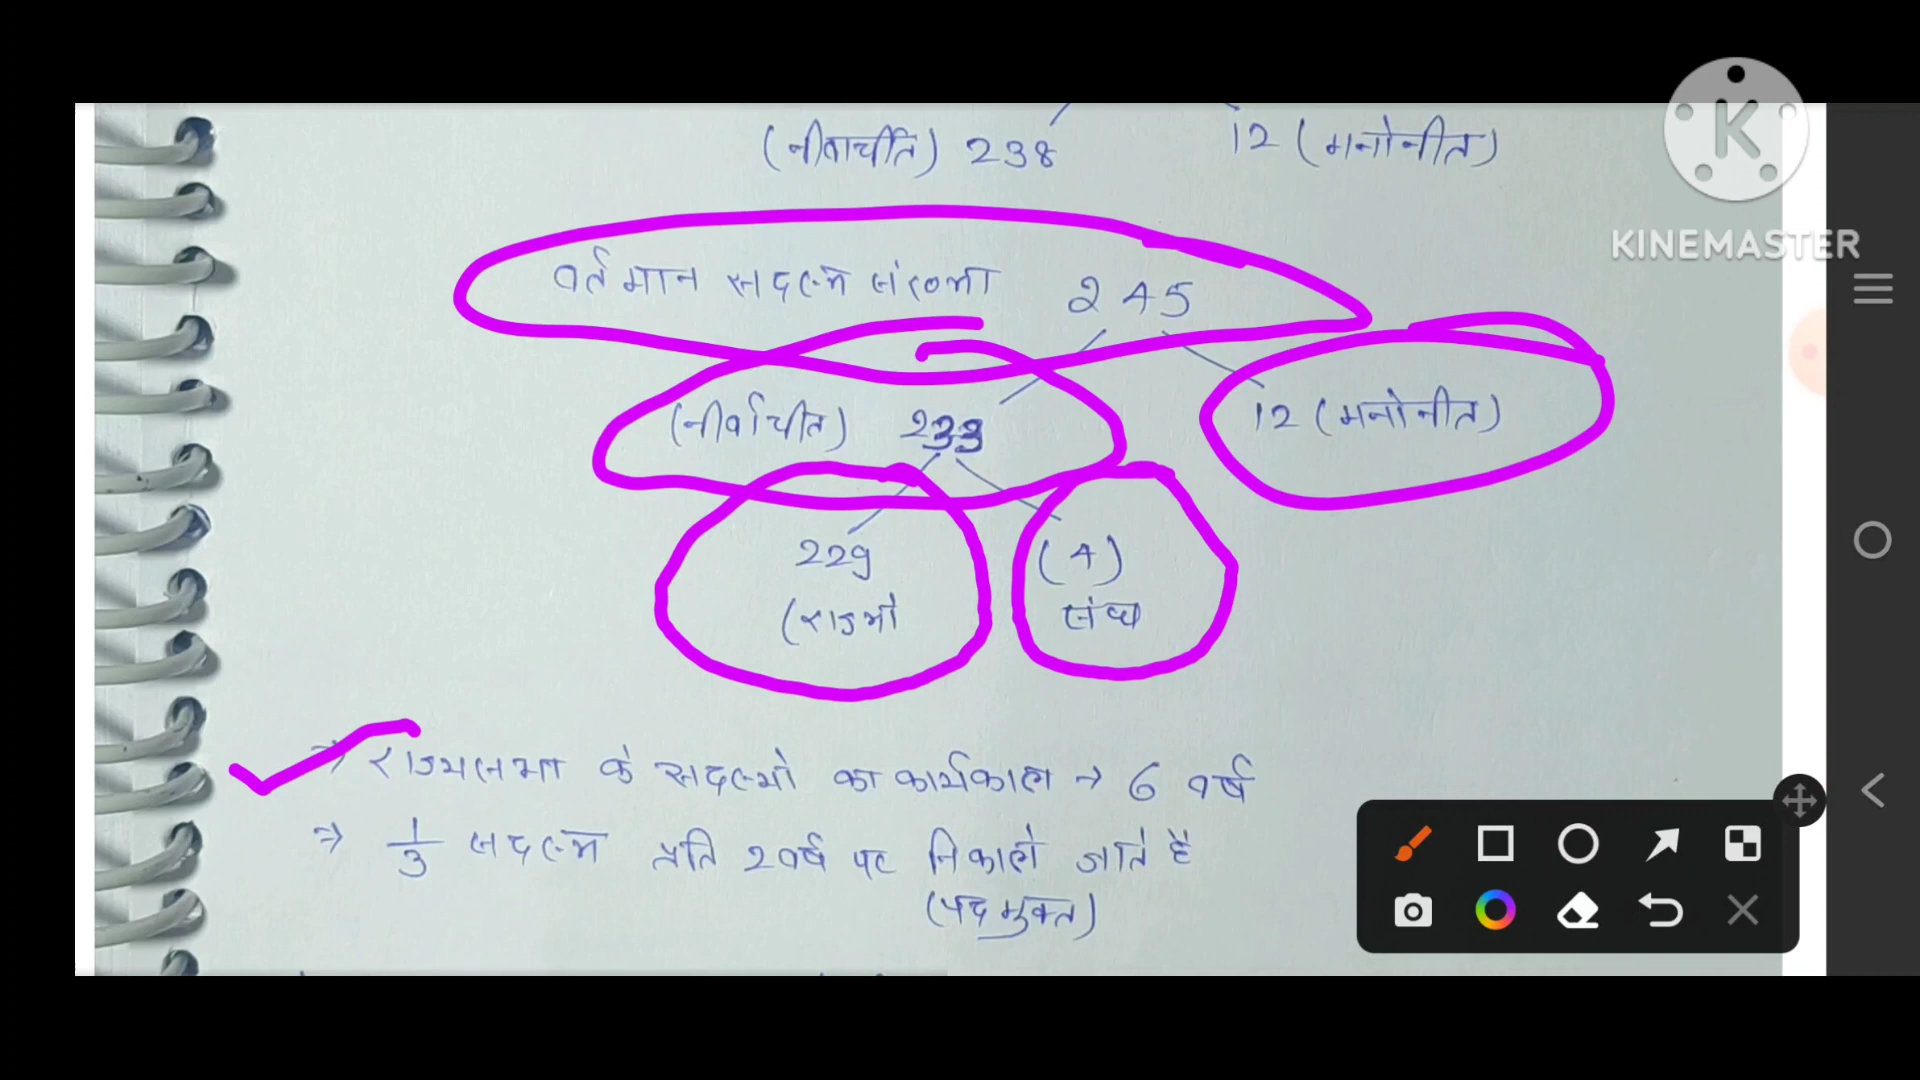 (नीवार्चीत) 238 12 (मनोनीत)
KINEMASTER
वर्तमान सदस्य संख्या 245
(नीर्वाचीत) 233 12 (मनोनीत)
229 (4)
(राज्यो संघ
⇒ राज्यसभा के सदस्यो का कार्यकाल → 6 वर्ष
⇒ 1/3 सदस्य प्रति 2 वर्ष पर निकाले जाते है
(पदमुक्त)